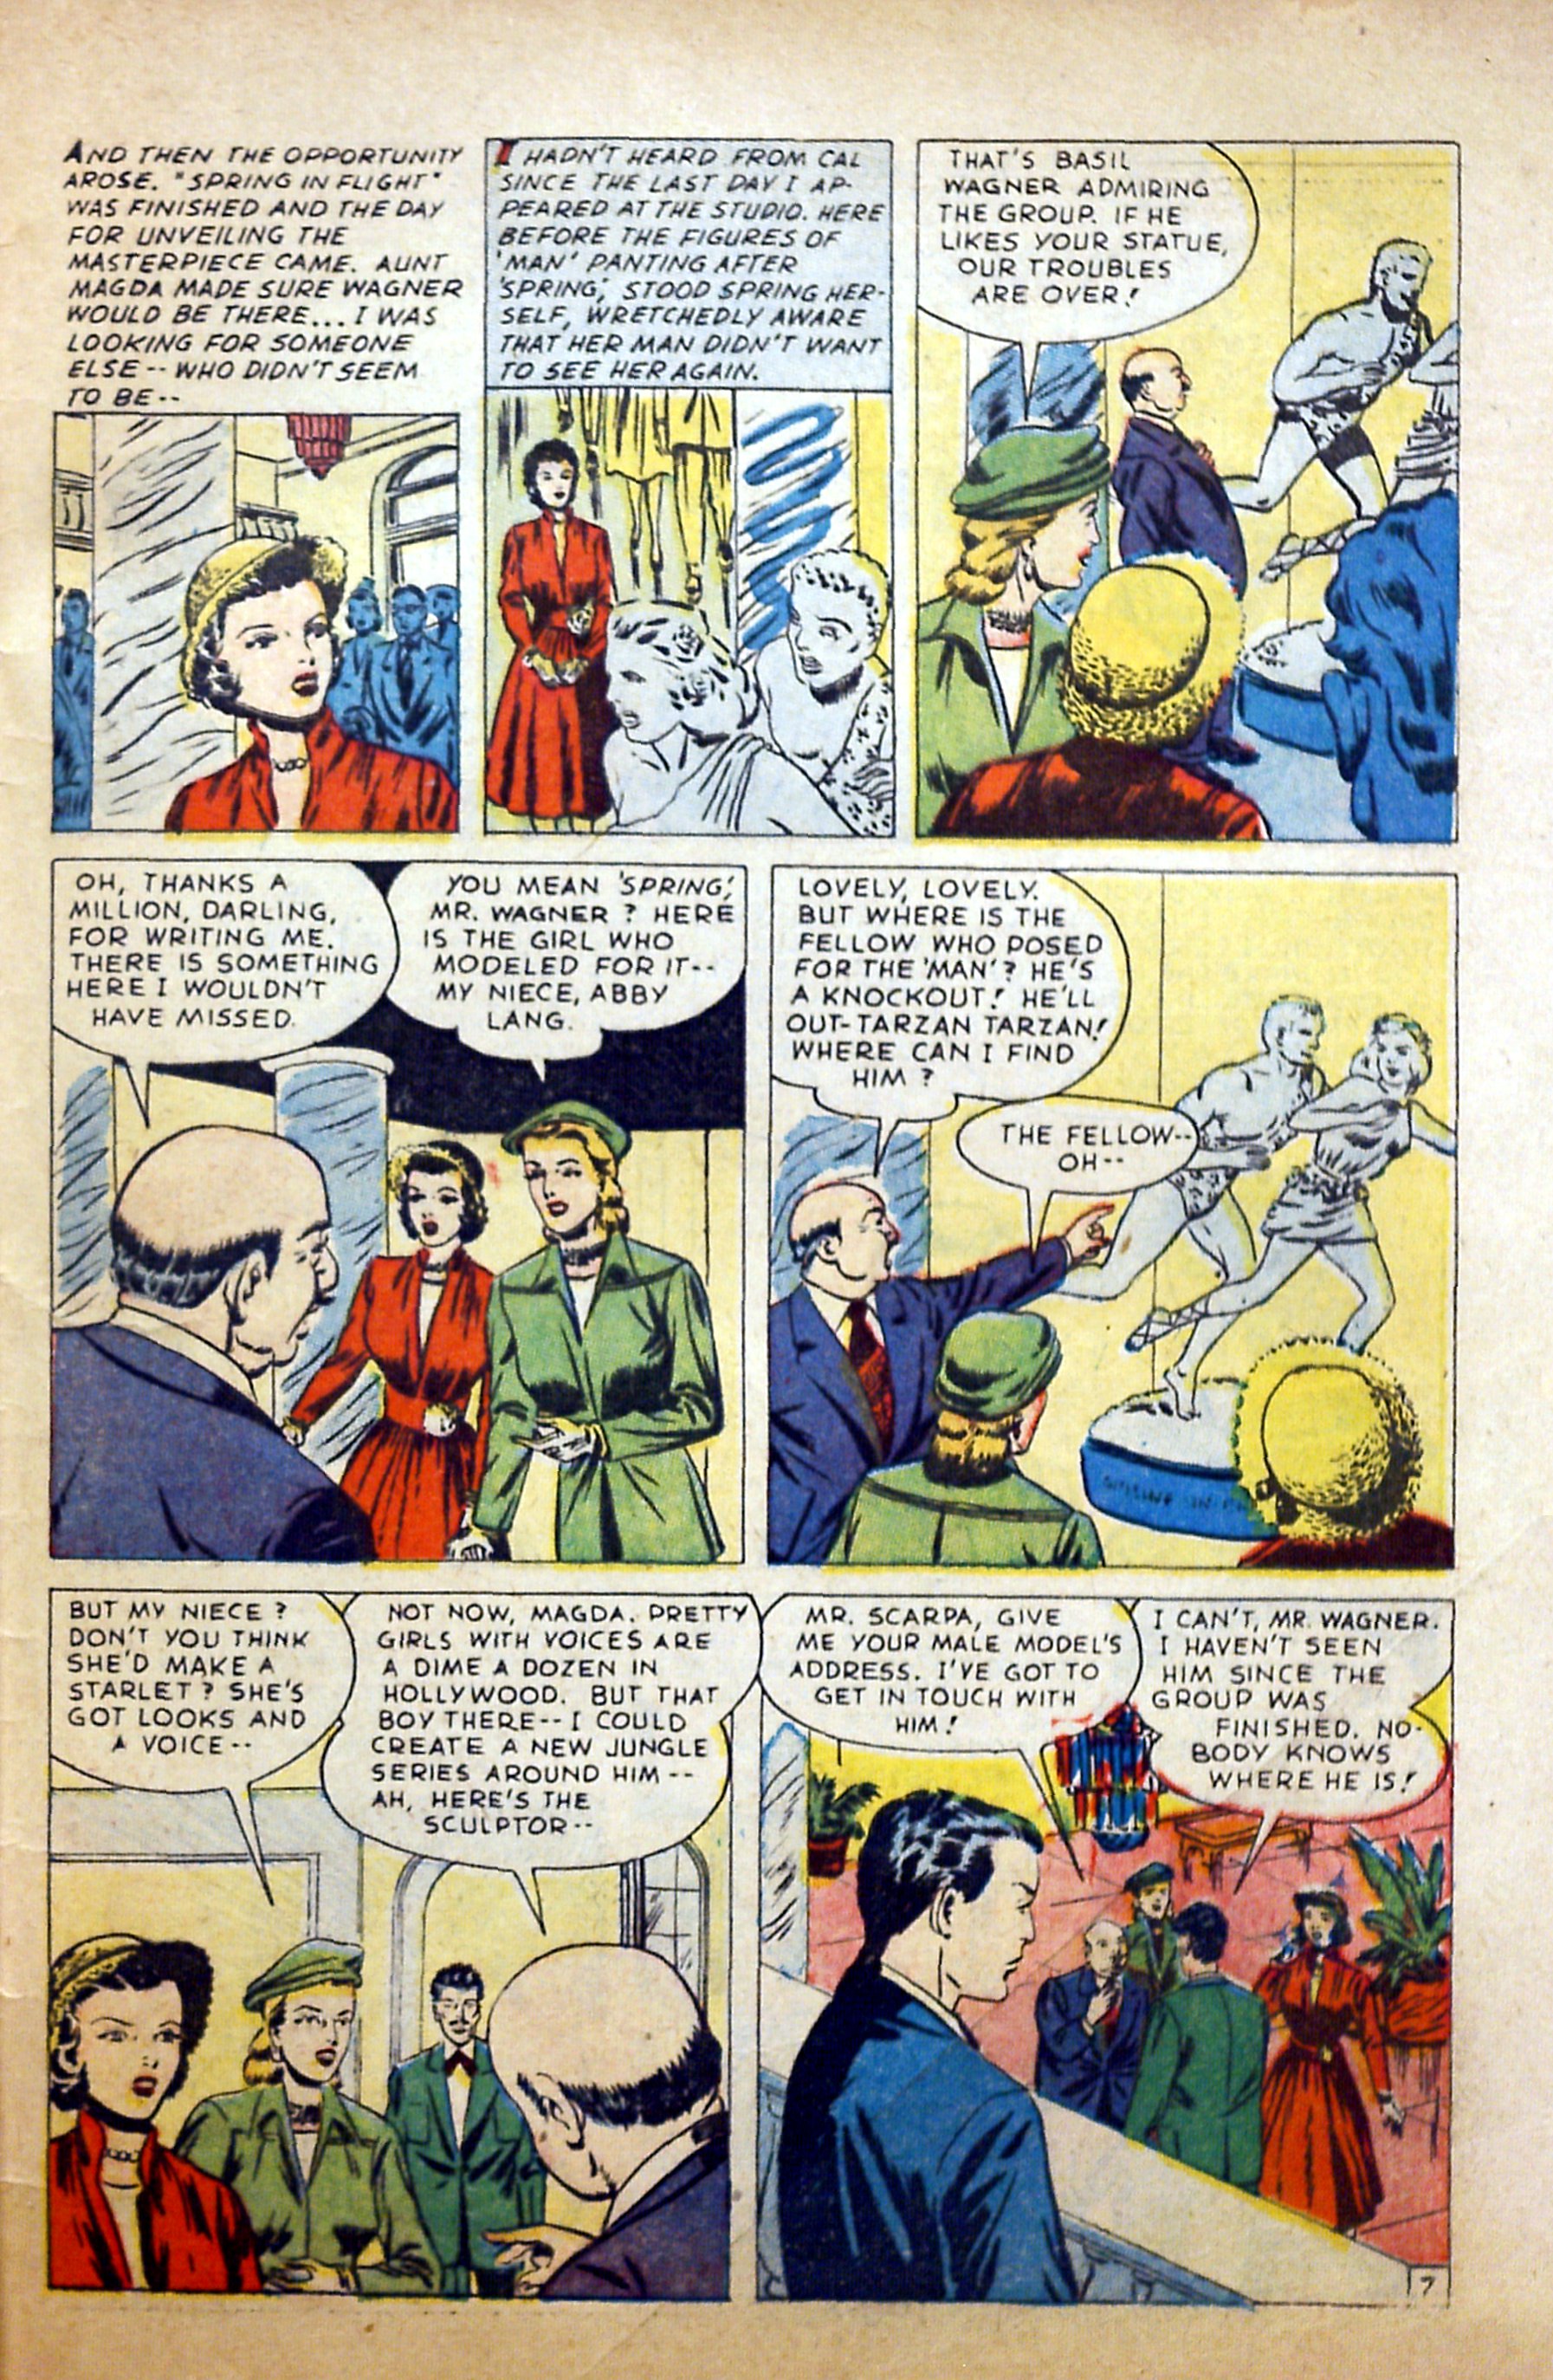 AND THEN THE OPPORTUNITY
AROSE. "SPRING IN FLIGHT"
WAS FINISHED AND THE DAY
FOR UNVEILING THE
MASTERPIECE CAME. AUNT
MAGDA MADE SURE WAGNER
WOULD BE THERE... I WAS
LOOKING FOR SOMEONE
ELSE-- WHO DIDN'T SEEM
TO BE--
I HADN'T HEARD FROM CAL
SINCE THE LAST DAY I AP-
PEARED AT THE STUDIO. HERE
BEFORE THE FIGURES OF
'MAN' PANTING AFTER
'SPRING,' STOOD SPRING HER-
SELF, WRETCHEDLY AWARE
THAT HER MAN DIDN'T WANT
TO SEE HER AGAIN.
THAT'S BASIL
WAGNER ADMIRING
THE GROUP. IF HE
LIKES YOUR STATUE,
OUR TROUBLES
ARE OVER!
OH, THANKS A
MILLION, DARLING,
FOR WRITING ME.
THERE IS SOMETHING
HERE I WOULDN'T
HAVE MISSED.
YOU MEAN 'SPRING,'
MR. WAGNER? HERE
IS THE GIRL WHO
MODELED FOR IT--
MY NIECE, ABBY
LANG.
LOVELY, LOVELY.
BUT WHERE IS THE
FELLOW WHO POSED
FOR THE 'MAN'? HE'S
A KNOCKOUT! HE'LL
OUT-TARZAN TARZAN!
WHERE CAN I FIND
HIM?
THE FELLOW--
OH--
BUT MY NIECE?
DON'T YOU THINK
SHE'D MAKE A
STARLET? SHE'S
GOT LOOKS AND
A VOICE--
NOT NOW, MAGDA. PRETTY
GIRLS WITH VOICES ARE
A DIME A DOZEN IN
HOLLYWOOD. BUT THAT
BOY THERE-- I COULD
CREATE A NEW JUNGLE
SERIES AROUND HIM--
AH, HERE'S THE
SCULPTOR--
MR. SCARPA, GIVE
ME YOUR MALE MODEL'S
ADDRESS. I'VE GOT TO
GET IN TOUCH WITH
HIM!
I CAN'T, MR. WAGNER.
I HAVEN'T SEEN
HIM SINCE THE
GROUP WAS
FINISHED. NO-
BODY KNOWS
WHERE HE IS!
7